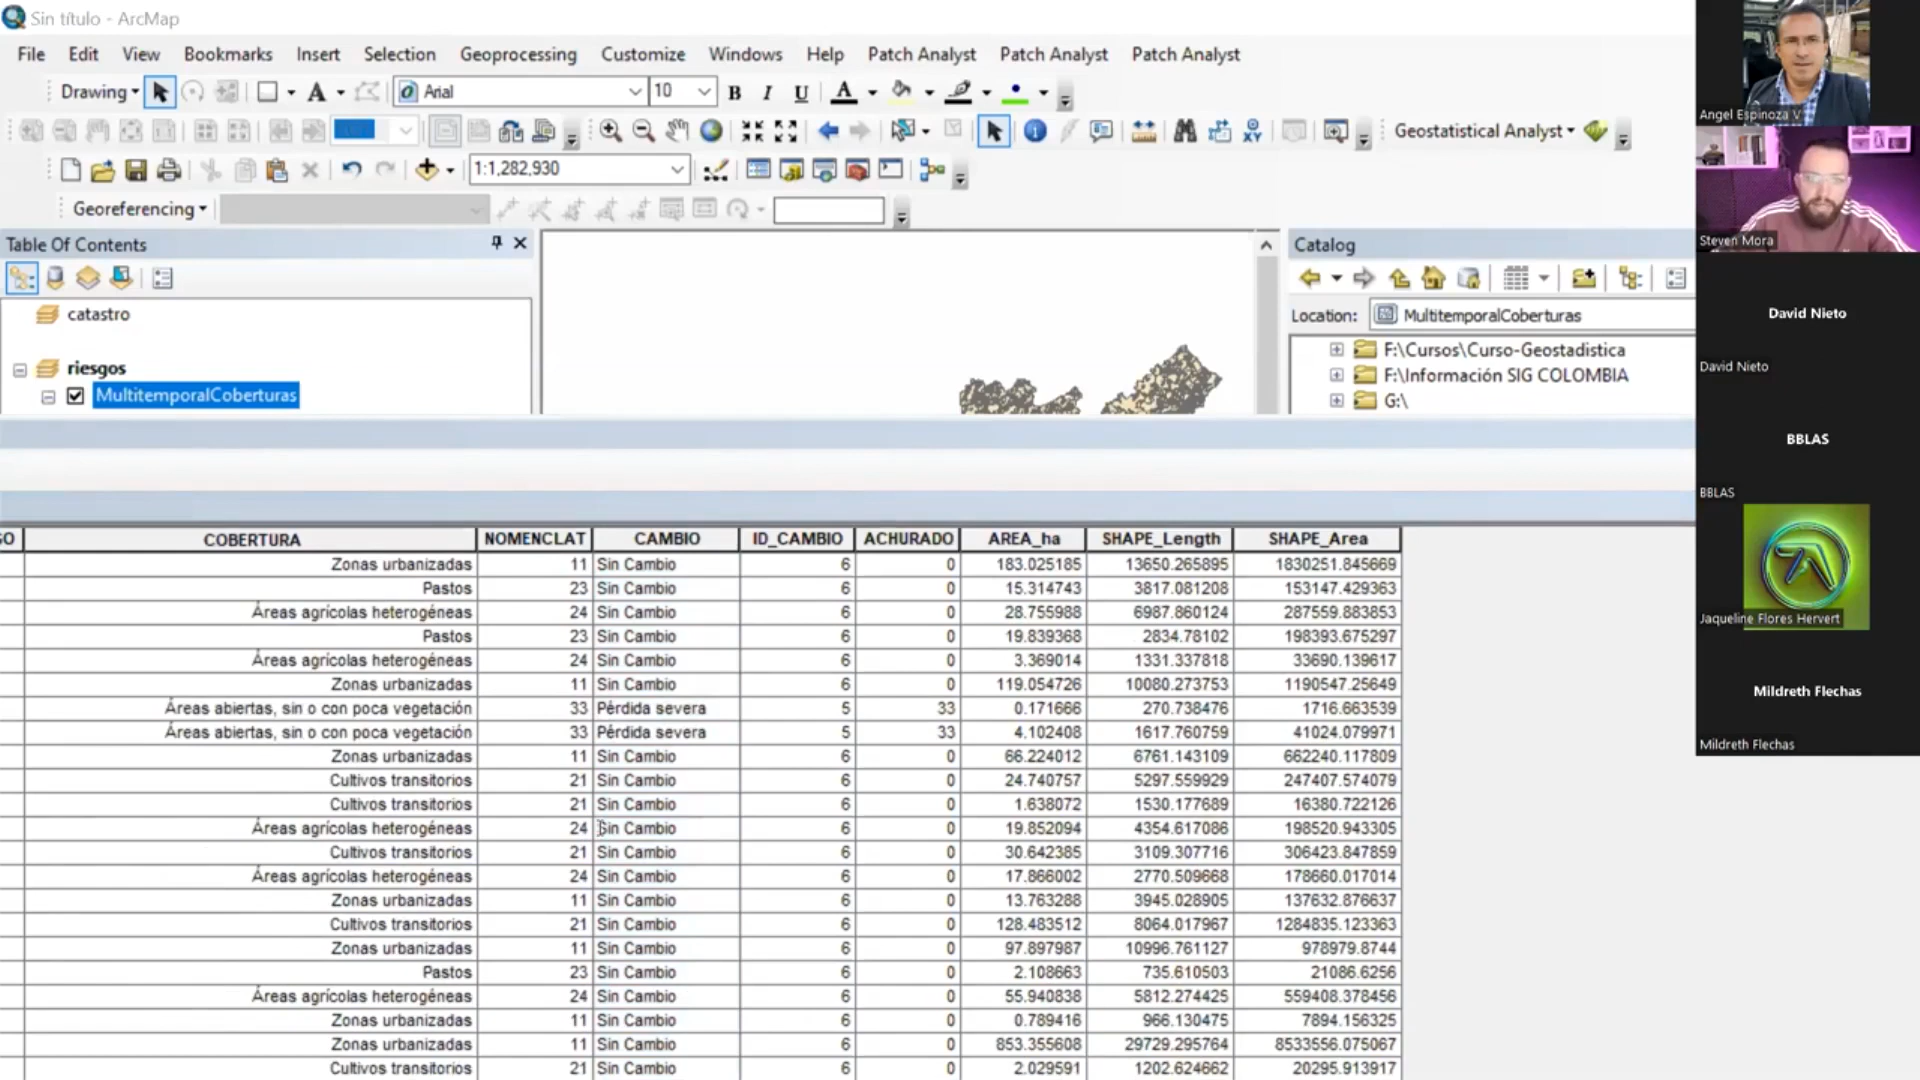 Sin título - ArcMap
File Edit View Bookmarks Insert Selection Geoprocessing Customize Windows Help Patch Analyst Patch Analyst Patch Analyst
Drawing A Arial 10 B I U A
XY Geostatistical Analyst
1:1,282,930
Georeferencing
Table Of Contents
catastro
riesgos
MultitemporalCoberturas
Catalog
Location: MultitemporalCoberturas
F:\Cursos\Curso-Geostadistica
F:\Información SIG COLOMBIA
G:\
GO COBERTURA NOMENCLAT CAMBIO ID_CAMBIO ACHURADO AREA_ha SHAPE_Length SHAPE_Area
Zonas urbanizadas 11 Sin Cambio 6 0 183.025185 13650.265895 1830251.845669
Pastos 23 Sin Cambio 6 0 15.314743 3817.081208 153147.429363
Áreas agrícolas heterogéneas 24 Sin Cambio 6 0 28.755988 6987.860124 287559.883853
Pastos 23 Sin Cambio 6 0 19.839368 2834.78102 198393.675297
Áreas agrícolas heterogéneas 24 Sin Cambio 6 0 3.369014 1331.337818 33690.139617
Zonas urbanizadas 11 Sin Cambio 6 0 119.054726 10080.273753 1190547.25649
Áreas abiertas, sin o con poca vegetación 33 Pérdida severa 5 33 0.171666 270.738476 1716.663539
Áreas abiertas, sin o con poca vegetación 33 Pérdida severa 5 33 4.102408 1617.760759 41024.079971
Zonas urbanizadas 11 Sin Cambio 6 0 66.224012 6761.143109 662240.117809
Cultivos transitorios 21 Sin Cambio 6 0 24.740757 5297.559929 247407.574079
Cultivos transitorios 21 Sin Cambio 6 0 1.638072 1530.177689 16380.722126
Áreas agrícolas heterogéneas 24 Sin Cambio 6 0 19.852094 4354.617086 198520.943305
Cultivos transitorios 21 Sin Cambio 6 0 30.642385 3109.307716 306423.847859
Áreas agrícolas heterogéneas 24 Sin Cambio 6 0 17.866002 2770.509668 178660.017014
Zonas urbanizadas 11 Sin Cambio 6 0 13.763288 3945.028905 137632.876637
Cultivos transitorios 21 Sin Cambio 6 0 128.483512 8064.017967 1284835.123363
Zonas urbanizadas 11 Sin Cambio 6 0 97.897987 10996.761127 978979.8744
Pastos 23 Sin Cambio 6 0 2.108663 735.610503 21086.6256
Áreas agrícolas heterogéneas 24 Sin Cambio 6 0 55.940838 5812.274425 559408.378456
Zonas urbanizadas 11 Sin Cambio 6 0 0.789416 966.130475 7894.156325
Zonas urbanizadas 11 Sin Cambio 6 0 853.355608 29729.295764 8533556.075067
Cultivos transitorios 21 Sin Cambio 6 0 2.029591 1202.624662 20295.913917
Angel Espinoza V
Steven Mora
David Nieto
David Nieto
BBLAS
BBLAS
Jaqueline Flores Hervert
Mildreth Flechas
Mildreth Flechas